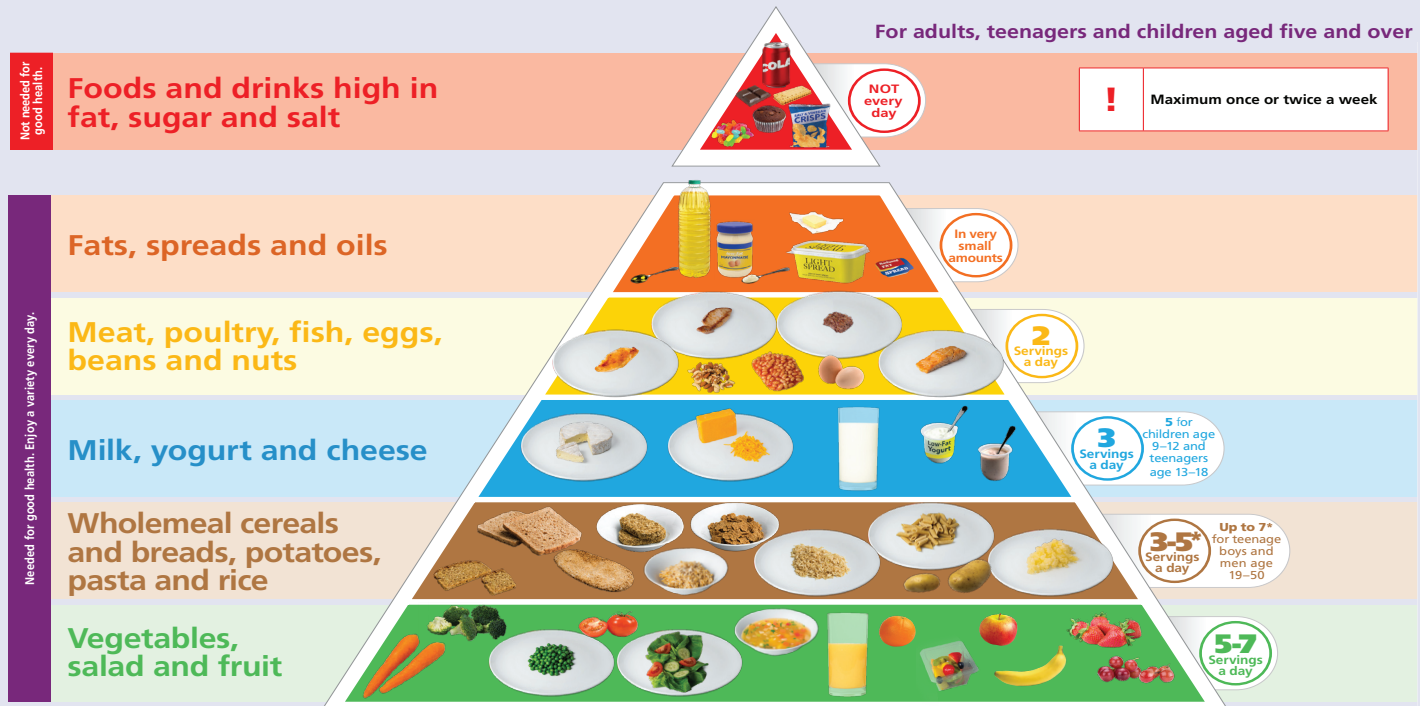 For adults, teenagers and children aged five and over
Not needed for
good health.
Foods and drinks high in
fat, sugar and salt
COLA
CRISPS
NOT
every
day
!
Maximum once or twice a week
Needed for good health. Enjoy a variety every day.
Fats, spreads and oils
LIGHT
SPREAD
SPREAD
In very
small
amounts
Meat, poultry, fish, eggs,
beans and nuts
2
Servings
a day
Milk, yogurt and cheese
Low-Fat
Yogurt
3
Servings
a day
5 for
children age
9–12 and
teenagers
age 13–18
Wholemeal cereals
and breads, potatoes,
pasta and rice
3-5*
Servings
a day
Up to 7*
for teenage
boys and
men age
19–50
Vegetables,
salad and fruit
5-7
Servings
a day